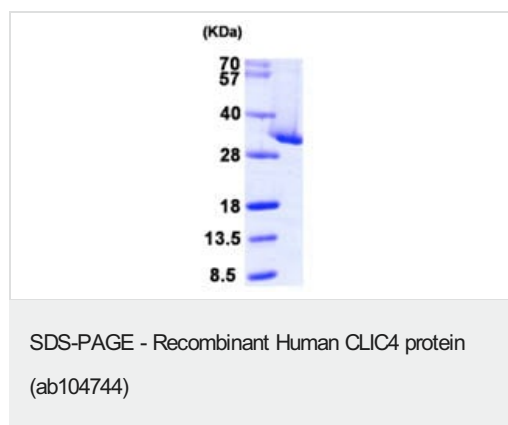 (KDa)
70
57
40
28
18
13.5
8.5
SDS-PAGE - Recombinant Human CLIC4 protein
(ab104744)